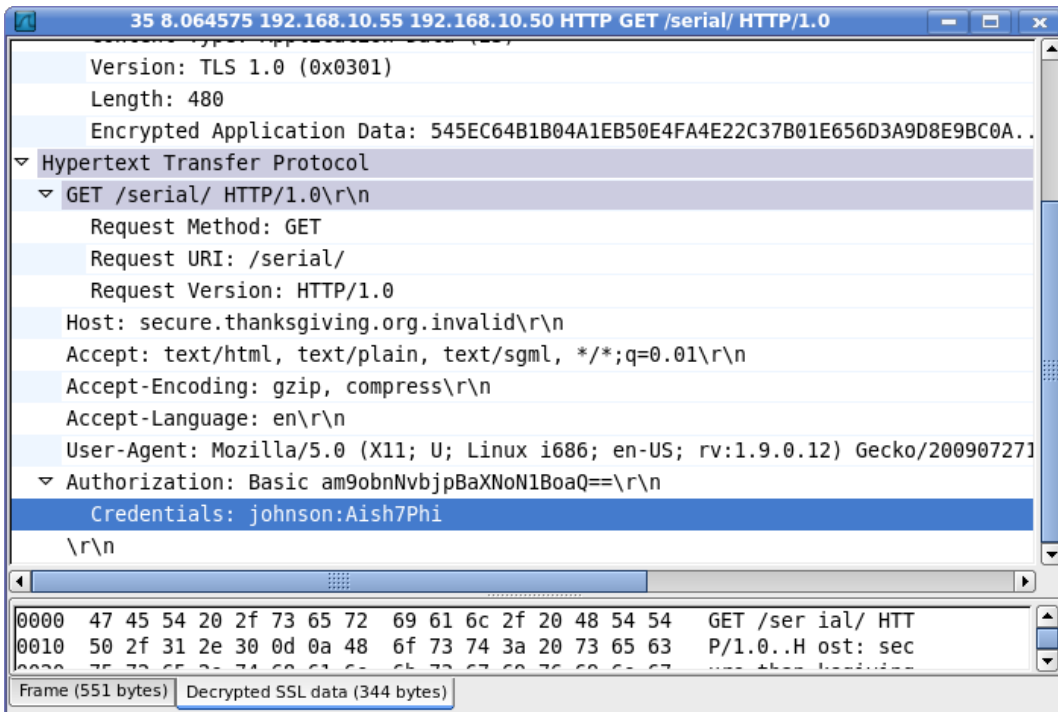 35 8.064575 192.168.10.55 192.168.10.50 HTTP GET /serial/ HTTP/1.0
Version: TLS 1.0 (0x0301)
Length: 480
Encrypted Application Data: 545EC64B1B04A1EB50E4FA4E22C37B01E656D3A9D8E9BC0A..
Hypertext Transfer Protocol
GET /serial/ HTTP/1.0\r\n
Request Method: GET
Request URI: /serial/
Request Version: HTTP/1.0
Host: secure.thanksgiving.org.invalid\r\n
Accept: text/html, text/plain, text/sgml, */*;q=0.01\r\n
Accept-Encoding: gzip, compress\r\n
Accept-Language: en\r\n
User-Agent: Mozilla/5.0 (X11; U; Linux i686; en-US; rv:1.9.0.12) Gecko/200907271
Authorization: Basic am9obnNvbjpBaXNoN1BoaQ==\r\n
Credentials: johnson:Aish7Phi
\r\n
0000 47 45 54 20 2f 73 65 72 69 61 6c 2f 20 48 54 54 GET /ser ial/ HTT
0010 50 2f 31 2e 30 0d 0a 48 6f 73 74 3a 20 73 65 63 P/1.0..H ost: sec
Frame (551 bytes) Decrypted SSL data (344 bytes)